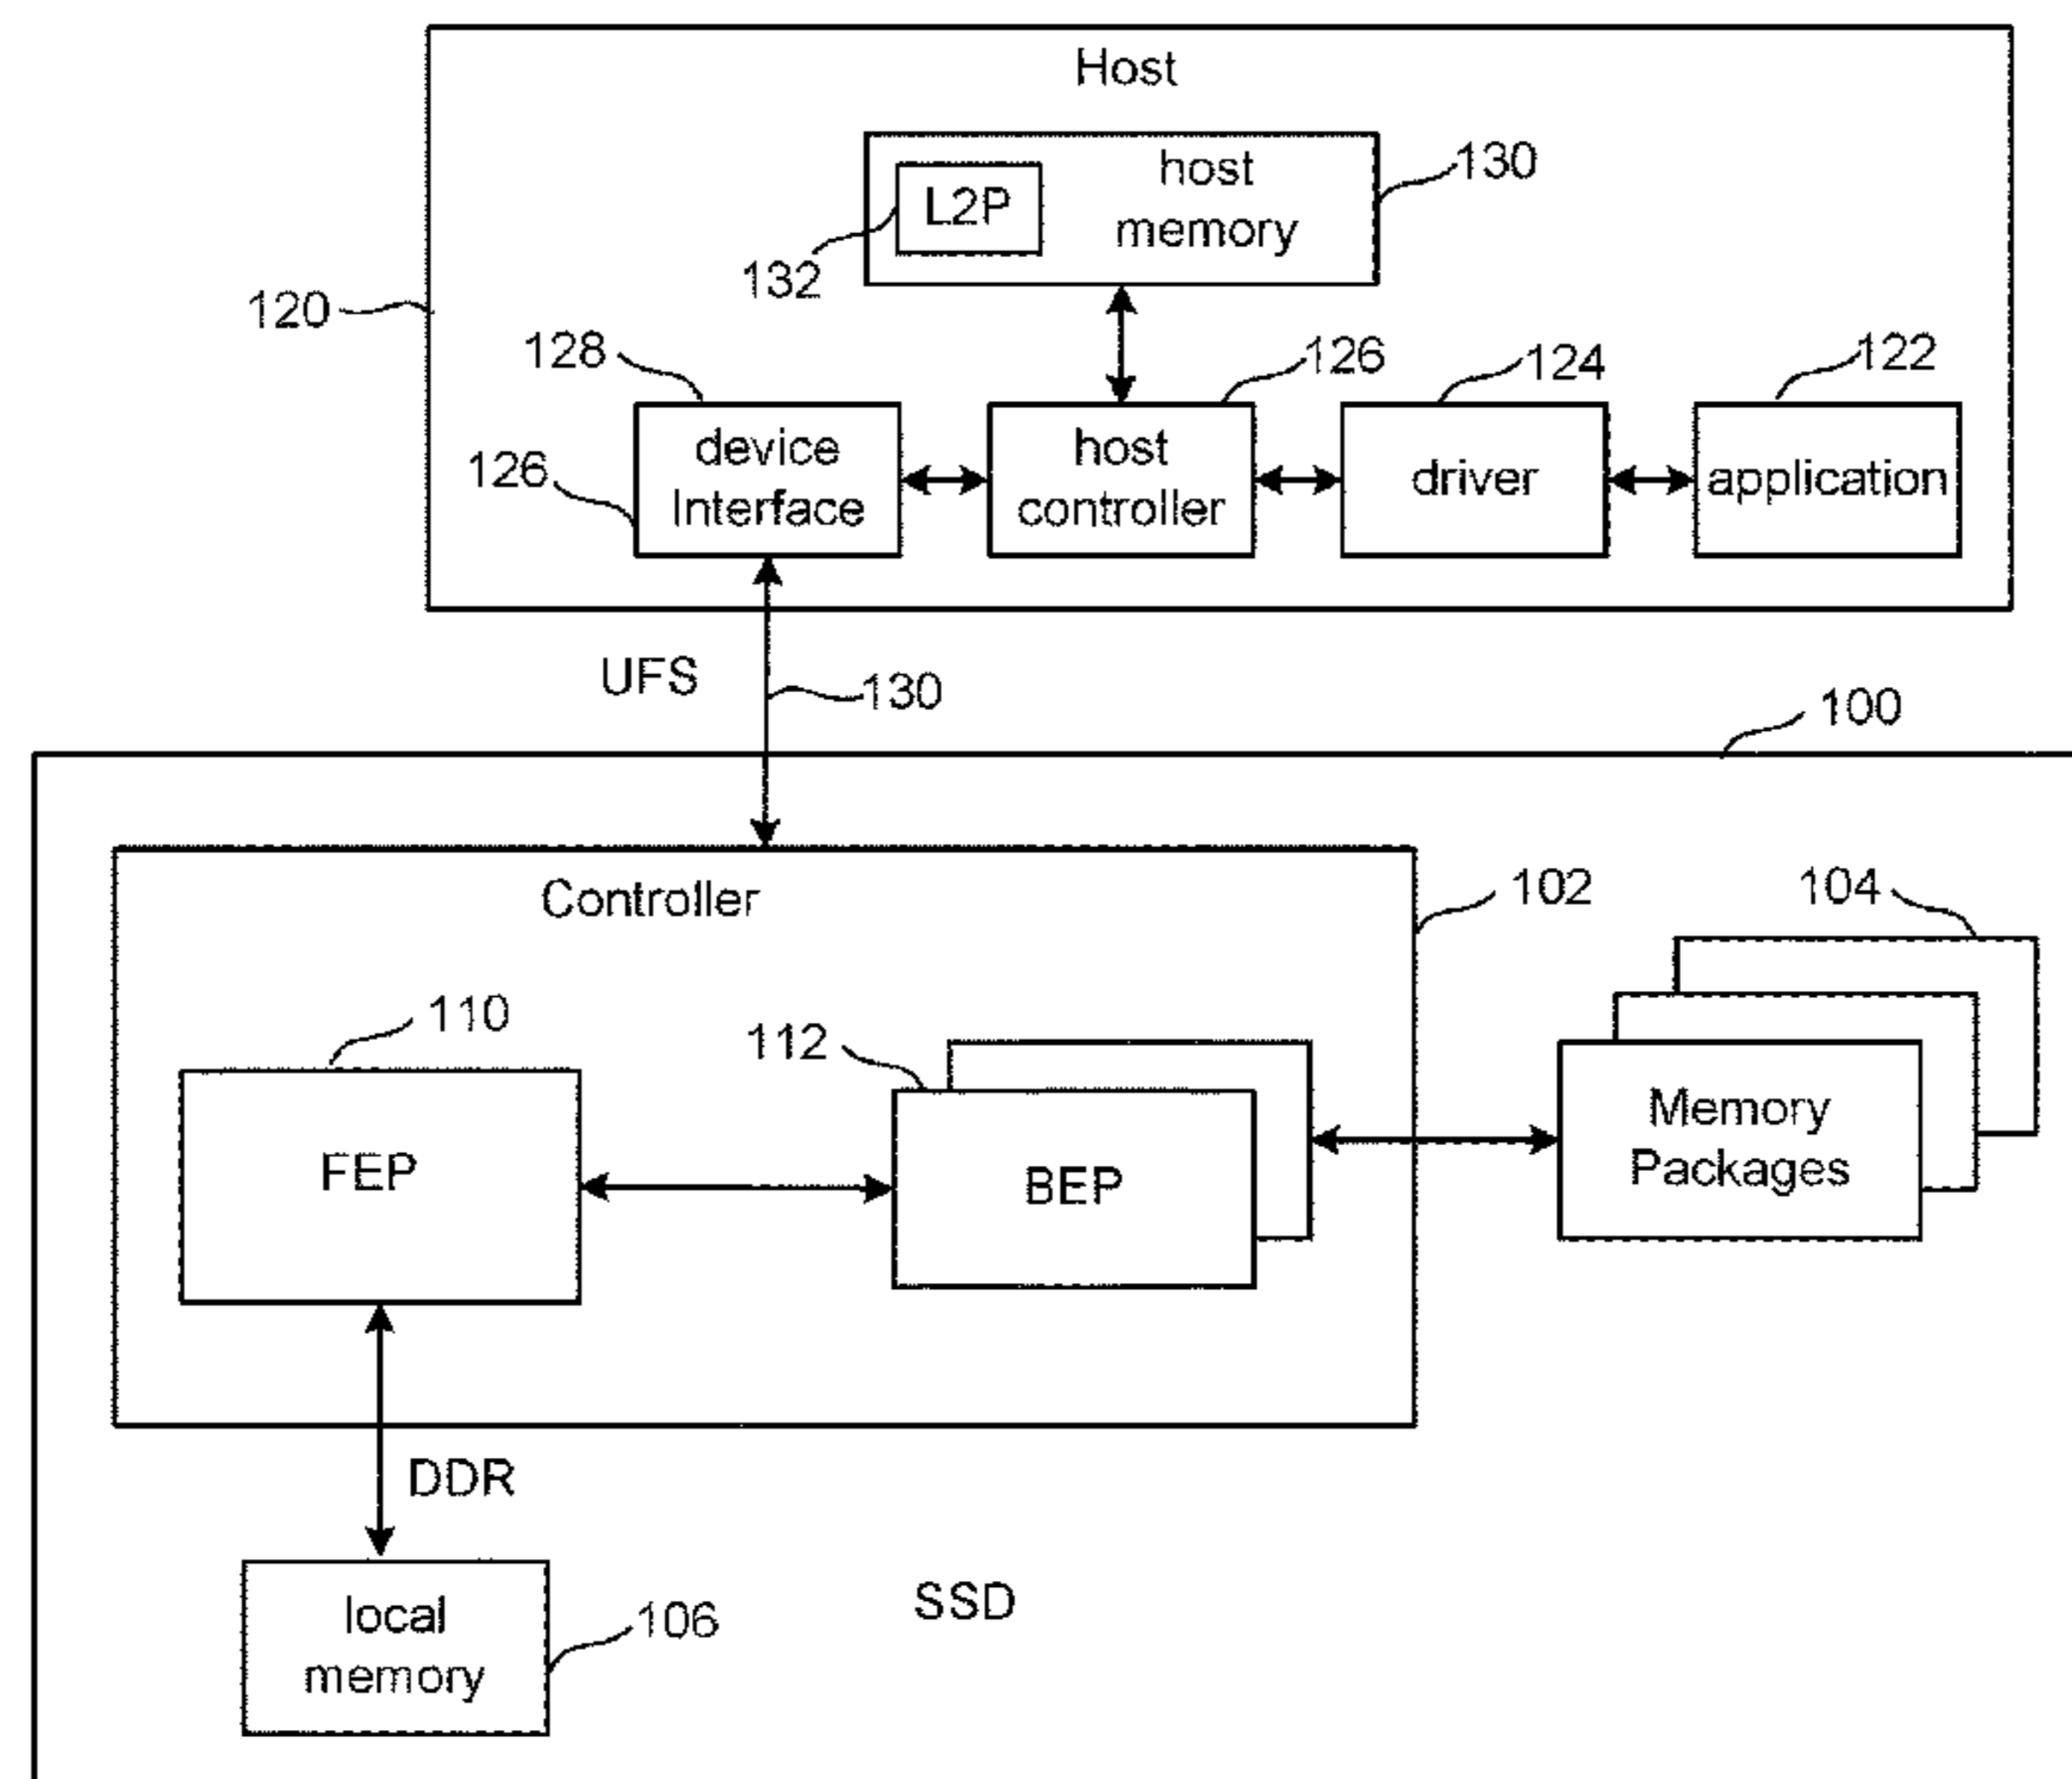 Host
host
memory
130
L2P
132
120
128
126
124
122
device
Interface
126
host
controller
driver
application
UFS
130
100
Controller
102
104
110
112
FEP
BEP
Memory
Packages
DDR
local
memory
106
SSD